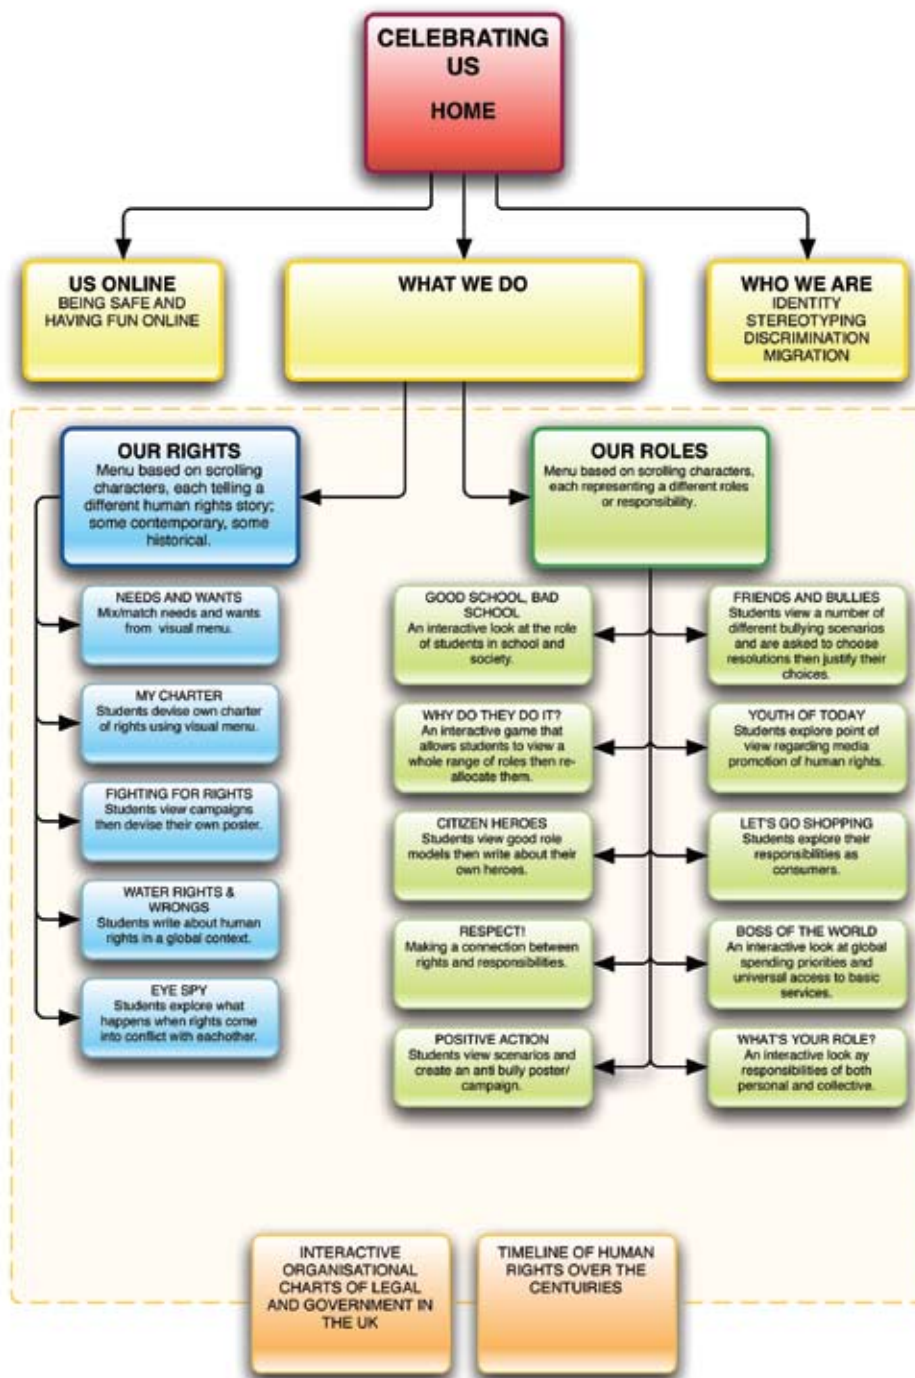 CELEBRATING
US
HOME
US ONLINE
BEING SAFE AND
HAVING FUN ONLINE
WHAT WE DO
WHO WE ARE
IDENTITY
STEREOTYPING
DISCRIMINATION
MIGRATION
OUR RIGHTS
Menu based on scrolling
characters, each telling a
different human rights story;
some contemporary, some
historical.
OUR ROLES
Menu based on scrolling characters,
each representing a different roles
or responsibility.
NEEDS AND WANTS
Mix/match needs and wants
from visual menu.
MY CHARTER
Students devise own charter
of rights using visual menu.
FIGHTING FOR RIGHTS
Students view campaigns
then devise their own poster.
WATER RIGHTS &
WRONGS
Students write about human
rights in a global context.
EYE SPY
Students explore what
happens when rights come
into conflict with eachother.
GOOD SCHOOL, BAD
SCHOOL
An interactive look at the role
of students in school and
society.
FRIENDS AND BULLIES
Students view a number of
different bullying scenarios
and are asked to choose
resolutions then justify their
choices.
WHY DO THEY DO IT?
An interactive game that
allows students to view a
whole range of roles then re-
allocate them.
YOUTH OF TODAY
Students explore point of
view regarding media
promotion of human rights.
CITIZEN HEROES
Students view good role
models then write about their
own heroes.
LET'S GO SHOPPING
Students explore their
responsibilities as
consumers.
RESPECT!
Making a connection between
rights and responsibilities.
BOSS OF THE WORLD
An interactive look at global
spending priorities and
universal access to basic
services.
POSITIVE ACTION
Students view scenarios and
create an anti bully poster/
campaign.
WHAT'S YOUR ROLE?
An interactive look ay
responsibilities of both
personal and collective.
INTERACTIVE
ORGANISATIONAL
CHARTS OF LEGAL
AND GOVERNMENT IN
THE UK
TIMELINE OF HUMAN
RIGHTS OVER THE
CENTUIRIES